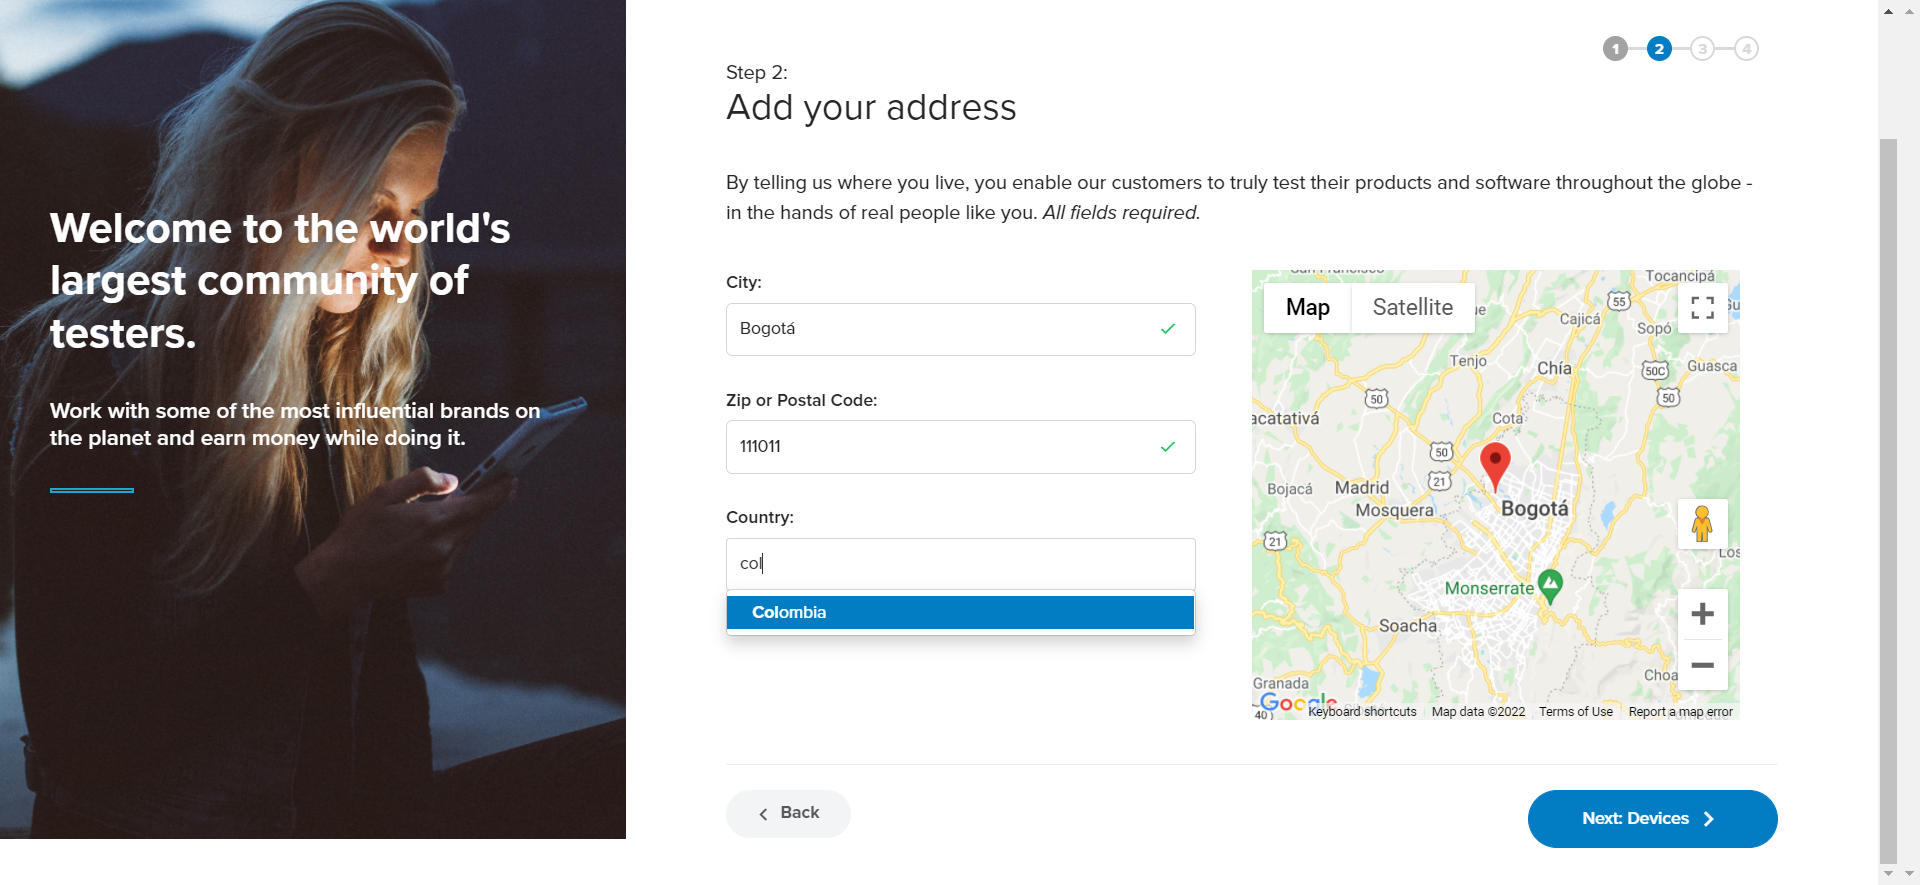 Welcome to the world's
largest community of
testers.
Work with some of the most influential brands on
the planet and earn money while doing it.
1 2 3 4
Step 2:
Add your address
By telling us where you live, you enable our customers to truly test their products and software throughout the globe -
in the hands of real people like you. All fields required.
City:
Bogotá
Zip or Postal Code:
111011
Country:
col
Colombia
Map Satellite
Tocancipá
55
Cajicá
Sopó
Tenjo
Chía
50C
Guasca
50
50
acatativá
Cota
50
21
Bojacá
Madrid
Mosquera
Bogotá
21
Monserrate
Soacha
Choa
Granada
Google
40
Keyboard shortcuts Map data ©2022 Terms of Use Report a map error
Back
Next: Devices